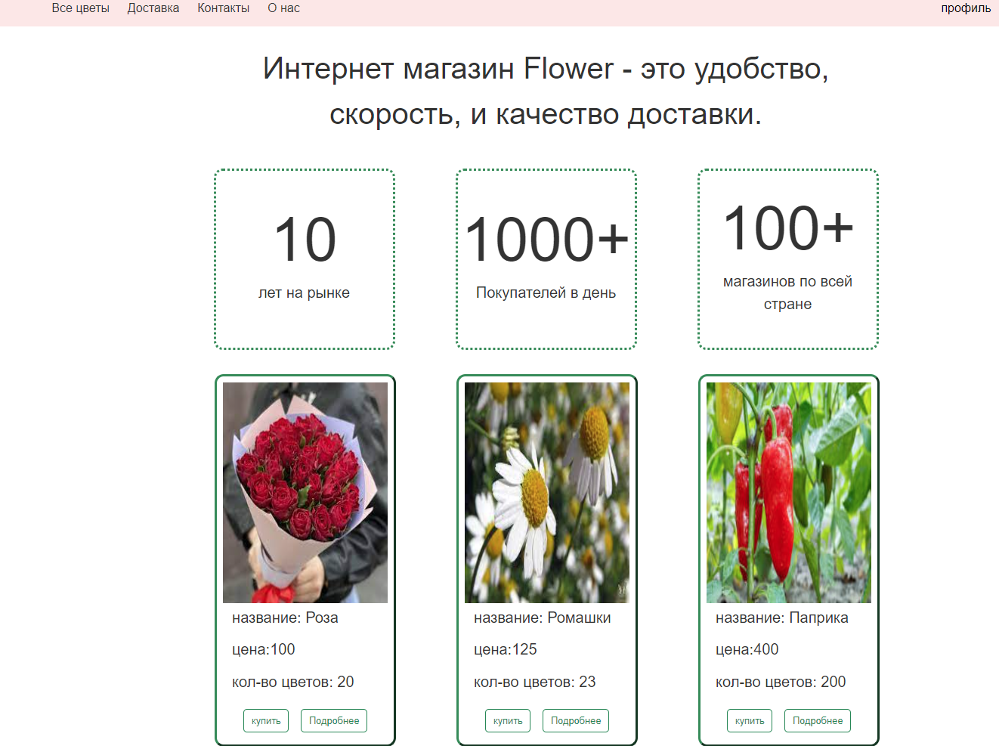 Все цветы Доставка Контакты О нас профиль
Интернет магазин Flower - это удобство,
скорость, и качество доставки.
10
лет на рынке
1000+
Покупателей в день
100+
магазинов по всей
стране
название: Роза
цена:100
кол-во цветов: 20
купить Подробнее
название: Ромашки
цена:125
кол-во цветов: 23
купить Подробнее
название: Паприка
цена:400
кол-во цветов: 200
купить Подробнее